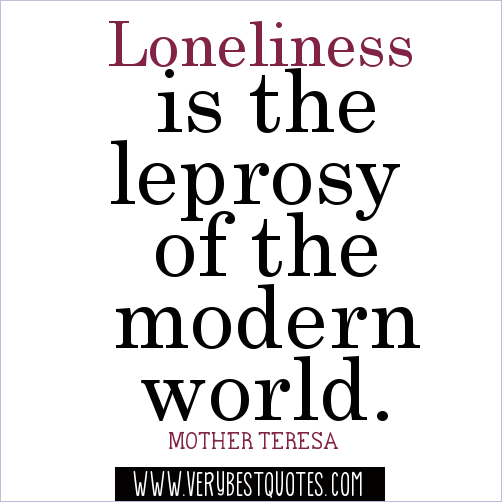 Loneliness
is the
leprosy
of the
modern
world.
MOTHER TERESA
WWW.VERYBESTQUOTES.COM